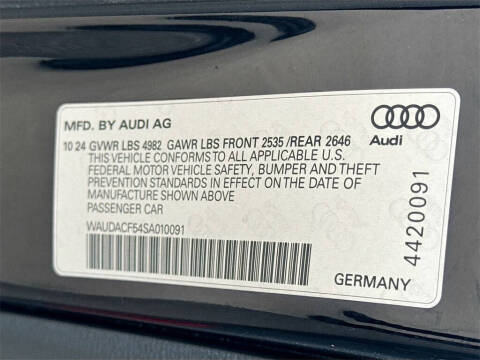 MFD. BY AUDI AG
10 24 GVWR LBS 4982 GAWR LBS FRONT 2535 /REAR 2646
THIS VEHICLE CONFORMS TO ALL APPLICABLE U.S.
FEDERAL MOTOR VEHICLE SAFETY, BUMPER AND THEFT
PREVENTION STANDARDS IN EFFECT ON THE DATE OF
MANUFACTURE SHOWN ABOVE
PASSENGER CAR
WAUDACF54SA010091
Audi
4420091
GERMANY